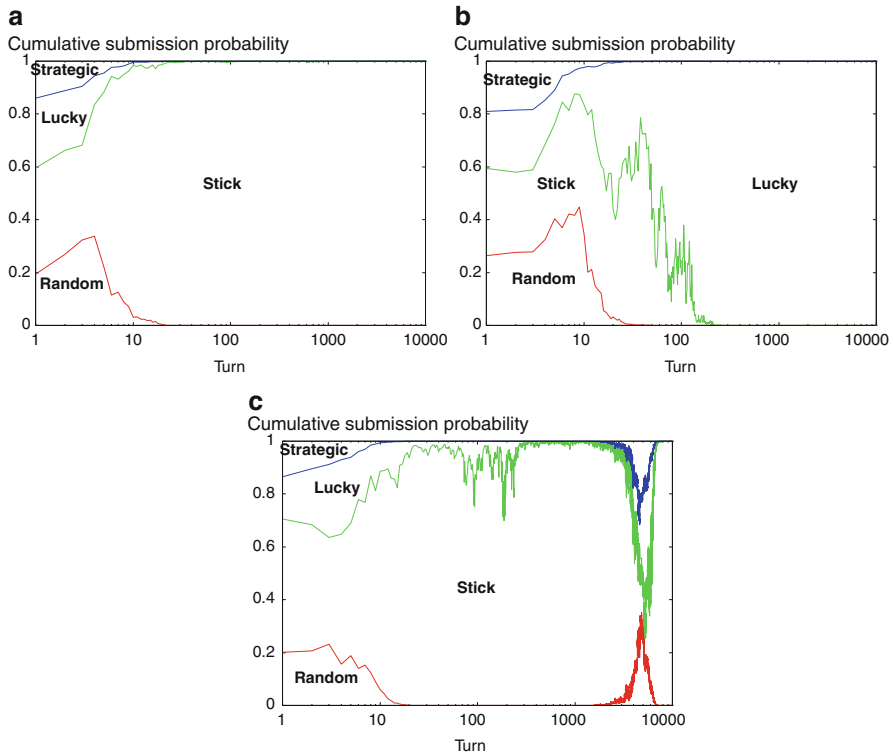 a
Cumulative submission probability
1
0.8
0.6
0.4
0.2
0
Strategic
Lucky
Stick
Random
1 10 100 1000 10000
Turn
b
Cumulative submission probability
1
0.8
0.6
0.4
0.2
0
Strategic
Stick
Lucky
Random
1 10 100 1000 10000
Turn
c
Cumulative submission probability
1
0.8
0.6
0.4
0.2
0
Strategic
Lucky
Stick
Random
1 10 100 1000 10000
Turn